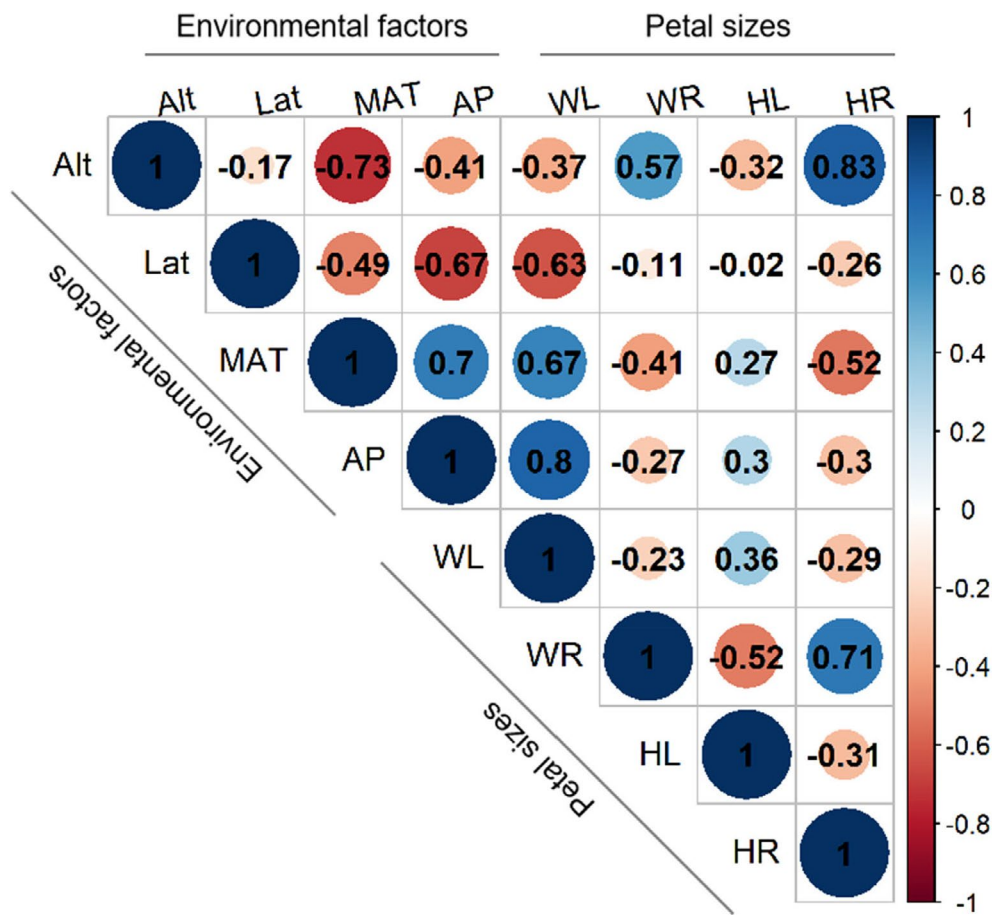 Environmental factors Petal sizes
Alt Lat MAT AP WL WR HL HR
Alt 1 -0.17 -0.73 -0.41 -0.37 0.57 -0.32 0.83
Lat 1 -0.49 -0.67 -0.63 -0.11 -0.02 -0.26
MAT 1 0.7 0.67 -0.41 0.27 -0.52
AP 1 0.8 -0.27 0.3 -0.3
WL 1 -0.23 0.36 -0.29
WR 1 -0.52 0.71
HL 1 -0.31
HR 1
Environmental factors
Petal sizes
1
0.8
0.6
0.4
0.2
0
-0.2
-0.4
-0.6
-0.8
-1